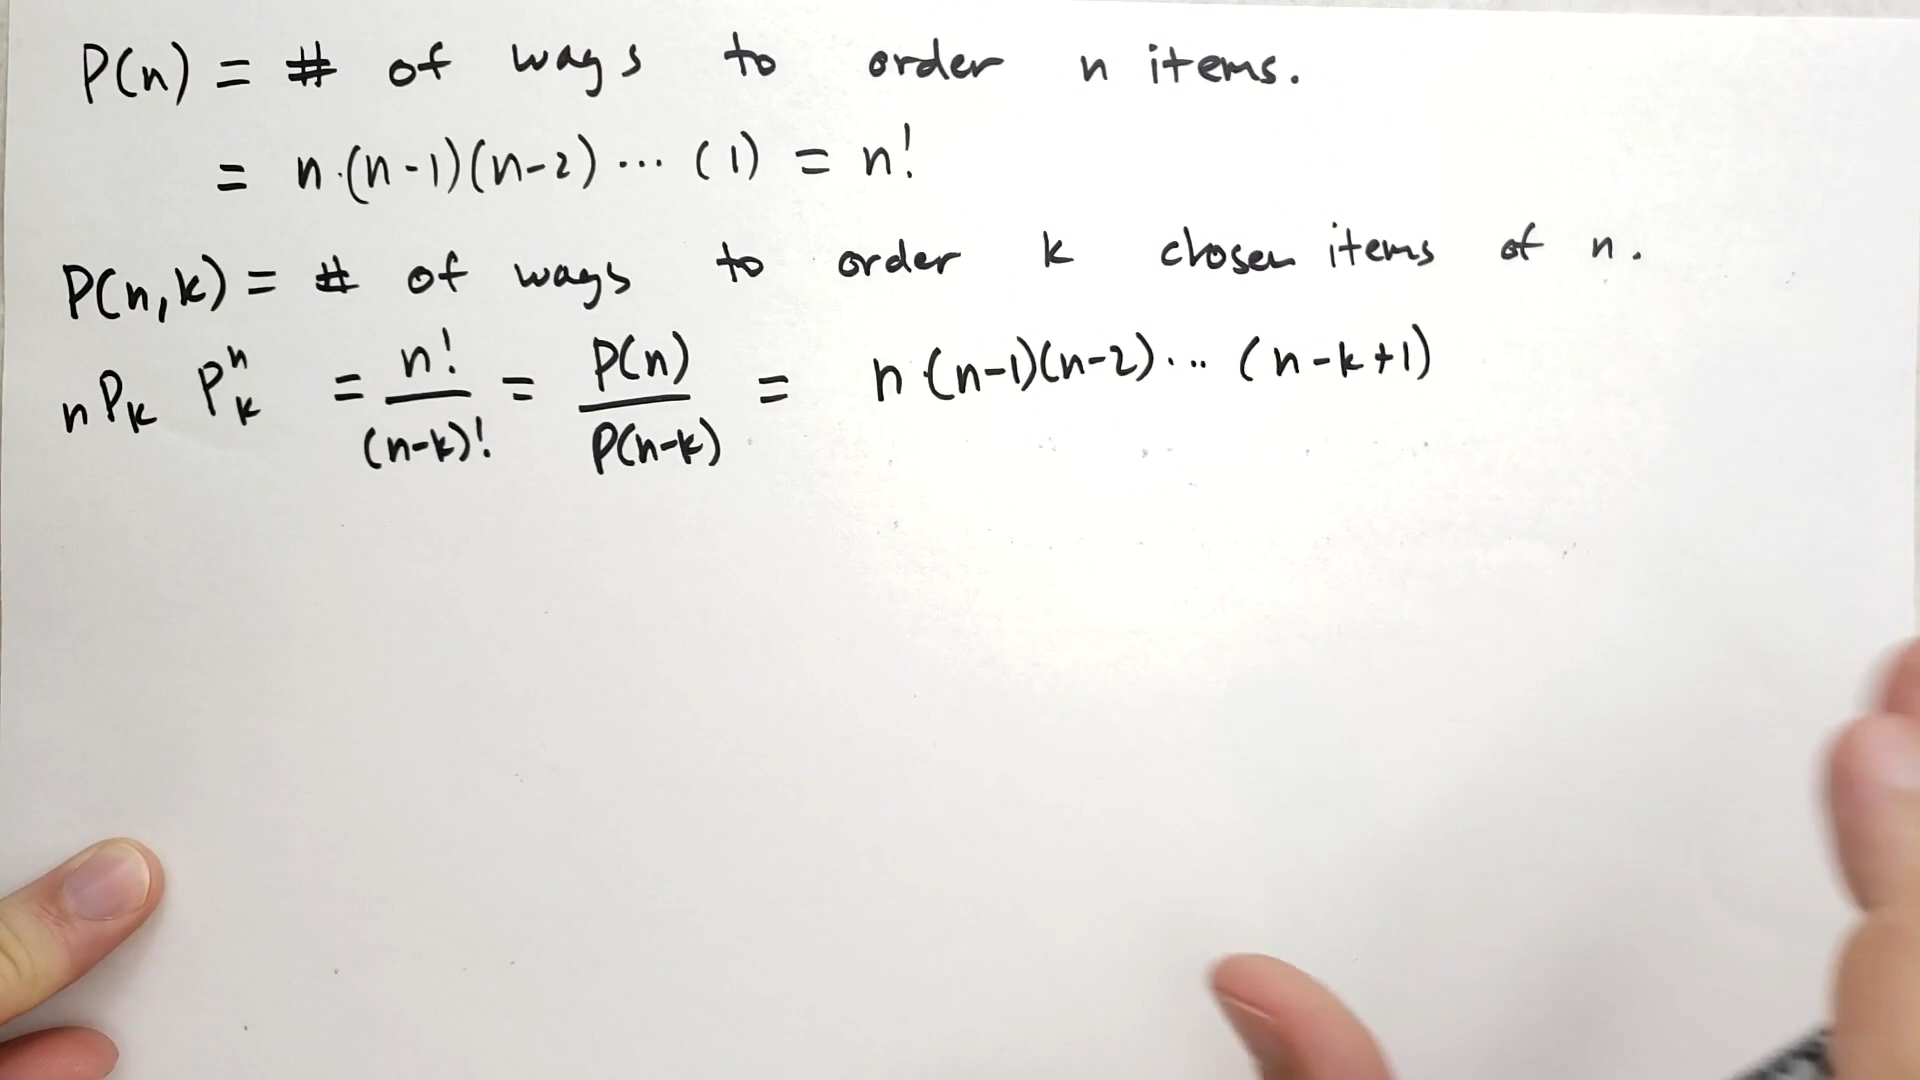 P(n) = # of ways to order n items.
= n·(n-1)(n-2)···(1) = n!
P(n,k) = # of ways to order k chosen items of n.
nPk P^n_k = n!/(n-k)! = P(n)/P(n-k) = n·(n-1)(n-2)···(n-k+1)